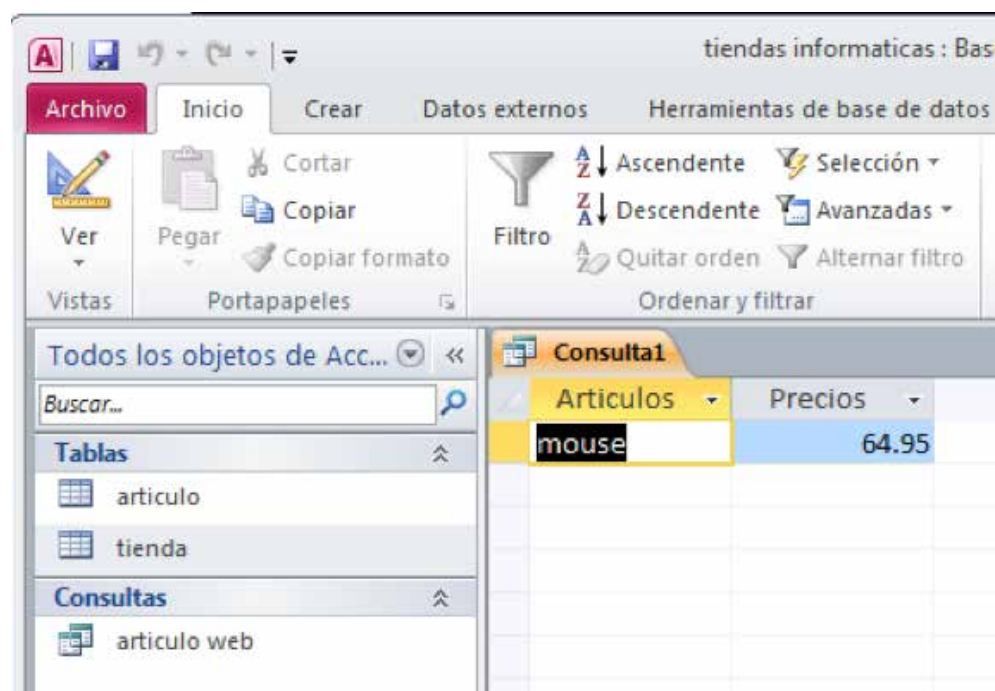 tiendas informaticas : Bas
Archivo Inicio Crear Datos externos Herramientas de base de datos
Ver
Vistas
Pegar
Cortar
Copiar
Copiar formato
Portapapeles
Filtro
Ascendente
Descendente
Quitar orden
Selección
Avanzadas
Alternar filtro
Ordenar y filtrar
Todos los objetos de Acc...
Buscar...
Tablas
articulo
tienda
Consultas
articulo web
Consulta1
Articulos Precios
mouse 64.95